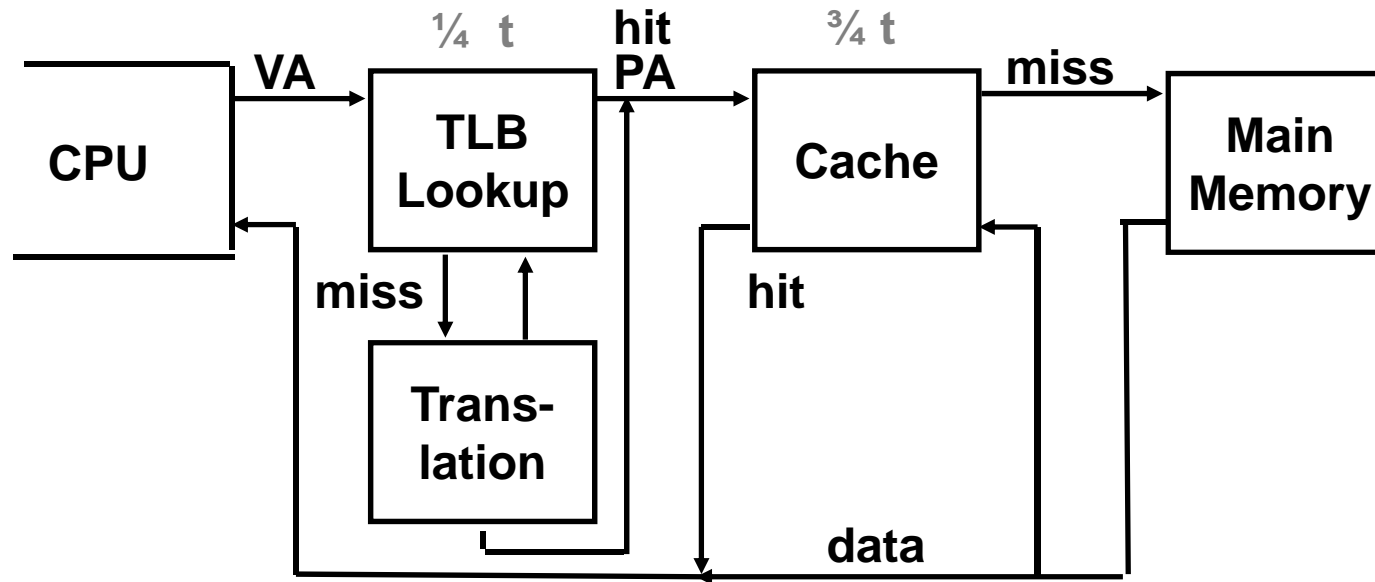 ¼ t
hit
¾ t
VA
PA
miss
CPU
TLB
Lookup
Cache
Main
Memory
miss
hit
Trans-
lation
data